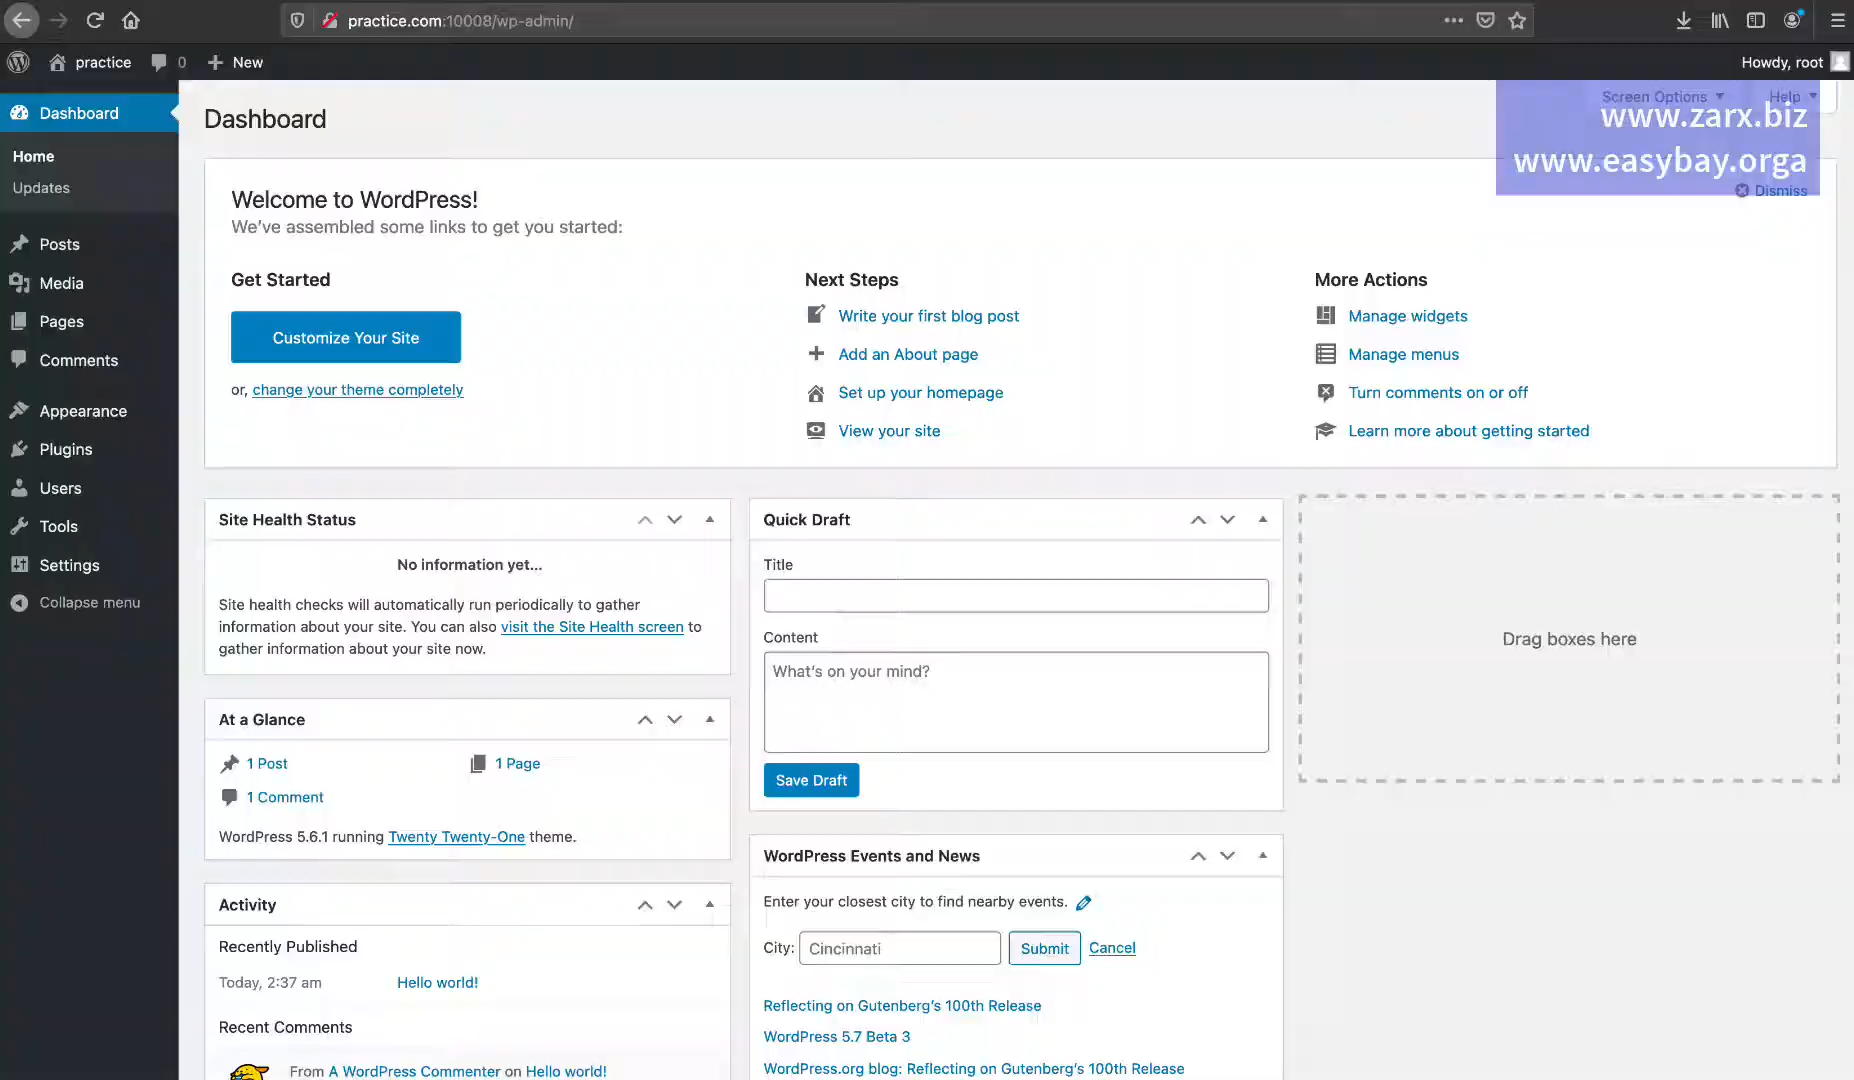 practice.com:10008/wp-admin/
practice 0 New
Howdy, root
Dashboard
Home
Updates
Posts
Media
Pages
Comments
Appearance
Plugins
Users
Tools
Settings
Collapse menu
Dashboard
Screen Options Help
www.zarx.biz
www.easybay.orga
Dismiss
Welcome to WordPress!
We've assembled some links to get you started:
Get Started
Customize Your Site
or, change your theme completely
Next Steps
Write your first blog post
Add an About page
Set up your homepage
View your site
More Actions
Manage widgets
Manage menus
Turn comments on or off
Learn more about getting started
Site Health Status
No information yet...
Site health checks will automatically run periodically to gather
information about your site. You can also visit the Site Health screen to
gather information about your site now.
At a Glance
1 Post 1 Page
1 Comment
WordPress 5.6.1 running Twenty Twenty-One theme.
Activity
Recently Published
Today, 2:37 am Hello world!
Recent Comments
From A WordPress Commenter on Hello world!
Quick Draft
Title
Content
What's on your mind?
Save Draft
WordPress Events and News
Enter your closest city to find nearby events.
City: Cincinnati Submit Cancel
Reflecting on Gutenberg's 100th Release
WordPress 5.7 Beta 3
WordPress.org blog: Reflecting on Gutenberg's 100th Release
Drag boxes here